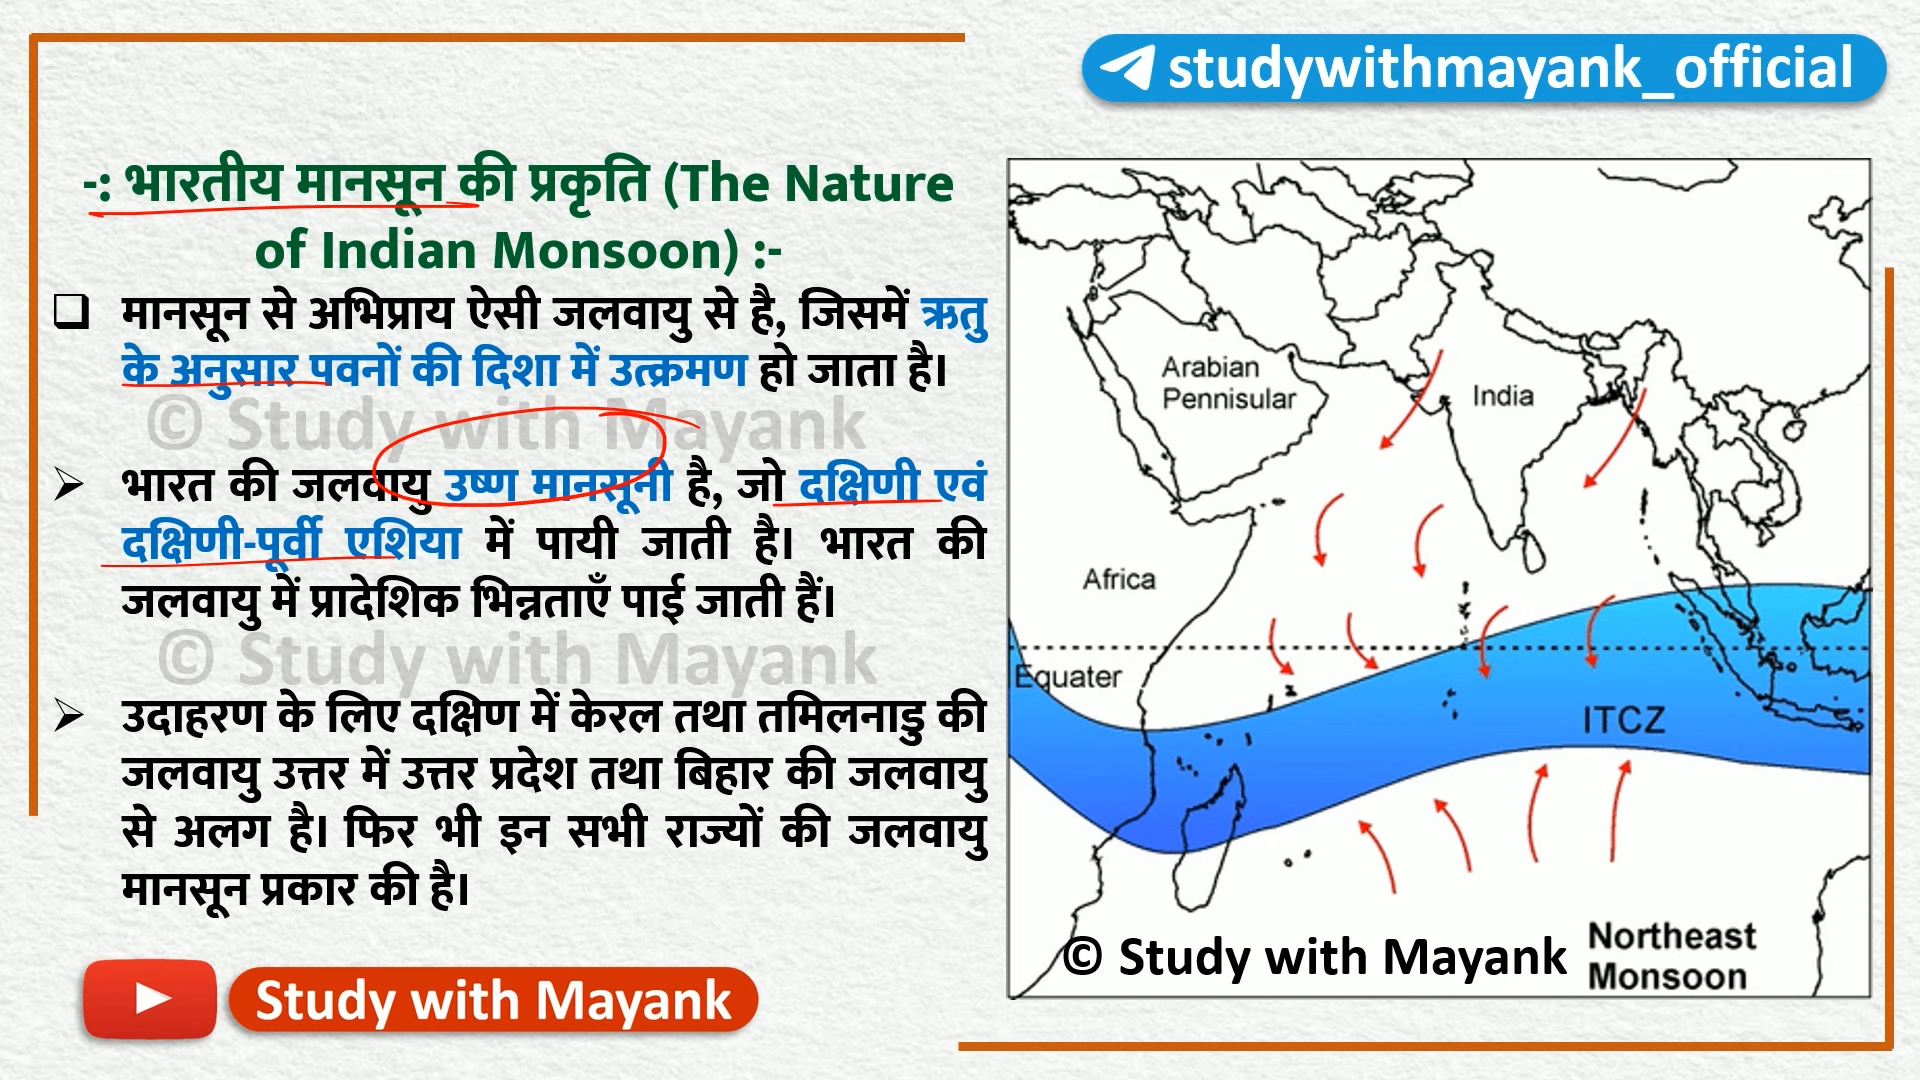 studywithmayank_official
-: भारतीय मानसून की प्रकृति (The Nature
of Indian Monsoon) :-
मानसून से अभिप्राय ऐसी जलवायु से है, जिसमें ऋतु
के अनुसार पवनों की दिशा में उत्क्रमण हो जाता है।
© Study with Mayank
भारत की जलवायु उष्ण मानसूनी है, जो दक्षिणी एवं
दक्षिणी-पूर्वी एशिया में पायी जाती है। भारत की
जलवायु में प्रादेशिक भिन्नताएँ पाई जाती हैं।
© Study with Mayank
उदाहरण के लिए दक्षिण में केरल तथा तमिलनाडु की
जलवायु उत्तर में उत्तर प्रदेश तथा बिहार की जलवायु
से अलग है। फिर भी इन सभी राज्यों की जलवायु
मानसून प्रकार की है।
Study with Mayank
Arabian
Pennisular
India
Africa
Equater
ITCZ
© Study with Mayank
Northeast
Monsoon